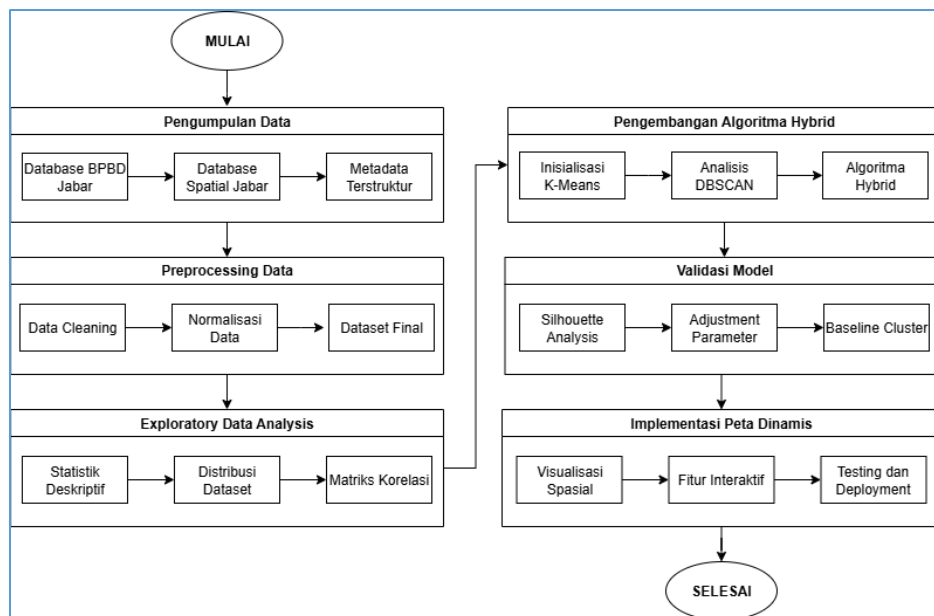 MULAI
Pengumpulan Data
Database BPBD
Jabar
Database
Spatial Jabar
Metadata
Terstruktur
Preprocessing Data
Data Cleaning
Normalisasi
Data
Dataset Final
Exploratory Data Analysis
Statistik
Deskriptif
Distribusi
Dataset
Matriks Korelasi
Pengembangan Algoritma Hybrid
Inisialisasi
K-Means
Analisis
DBSCAN
Algoritma
Hybrid
Validasi Model
Silhouette
Analysis
Adjustment
Parameter
Baseline Cluster
Implementasi Peta Dinamis
Visualisasi
Spasial
Fitur Interaktif
Testing dan
Deployment
SELESAI